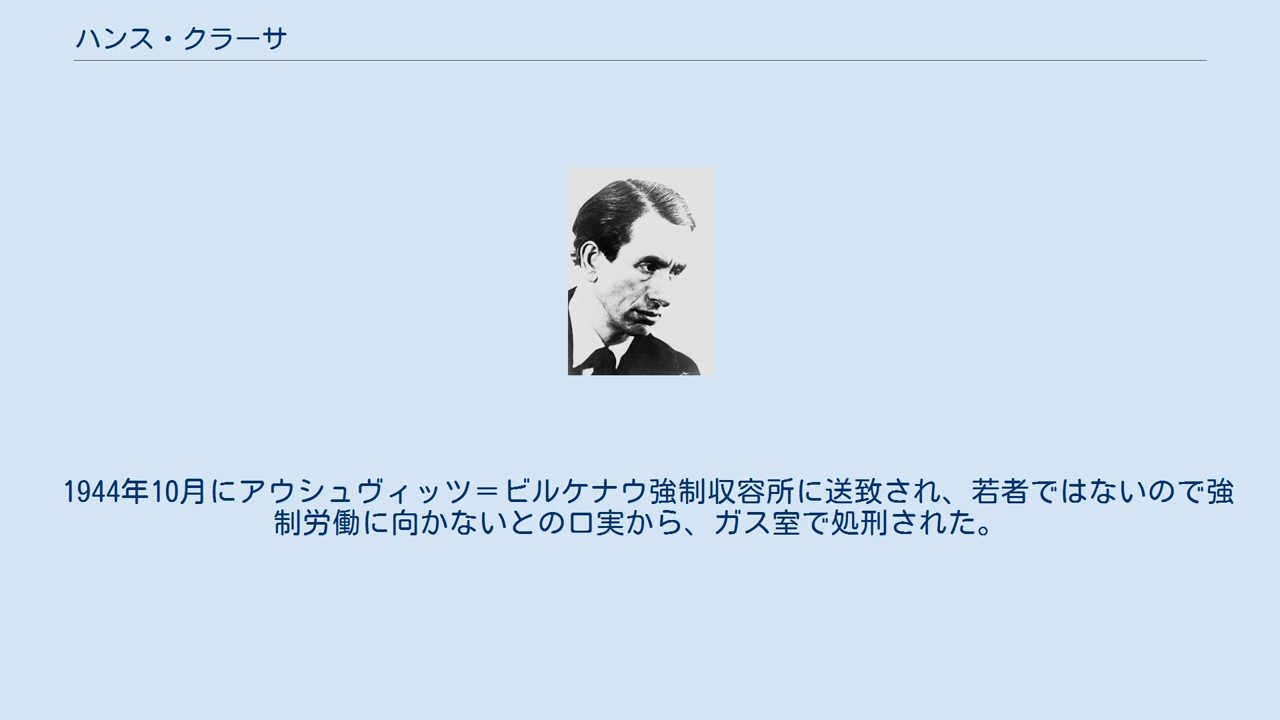 ハンス・クラーサ
1944年10月にアウシュヴィッツ＝ビルケナウ強制収容所に送致され、若者ではないので強
制労働に向かないとの口実から、ガス室で処刑された。